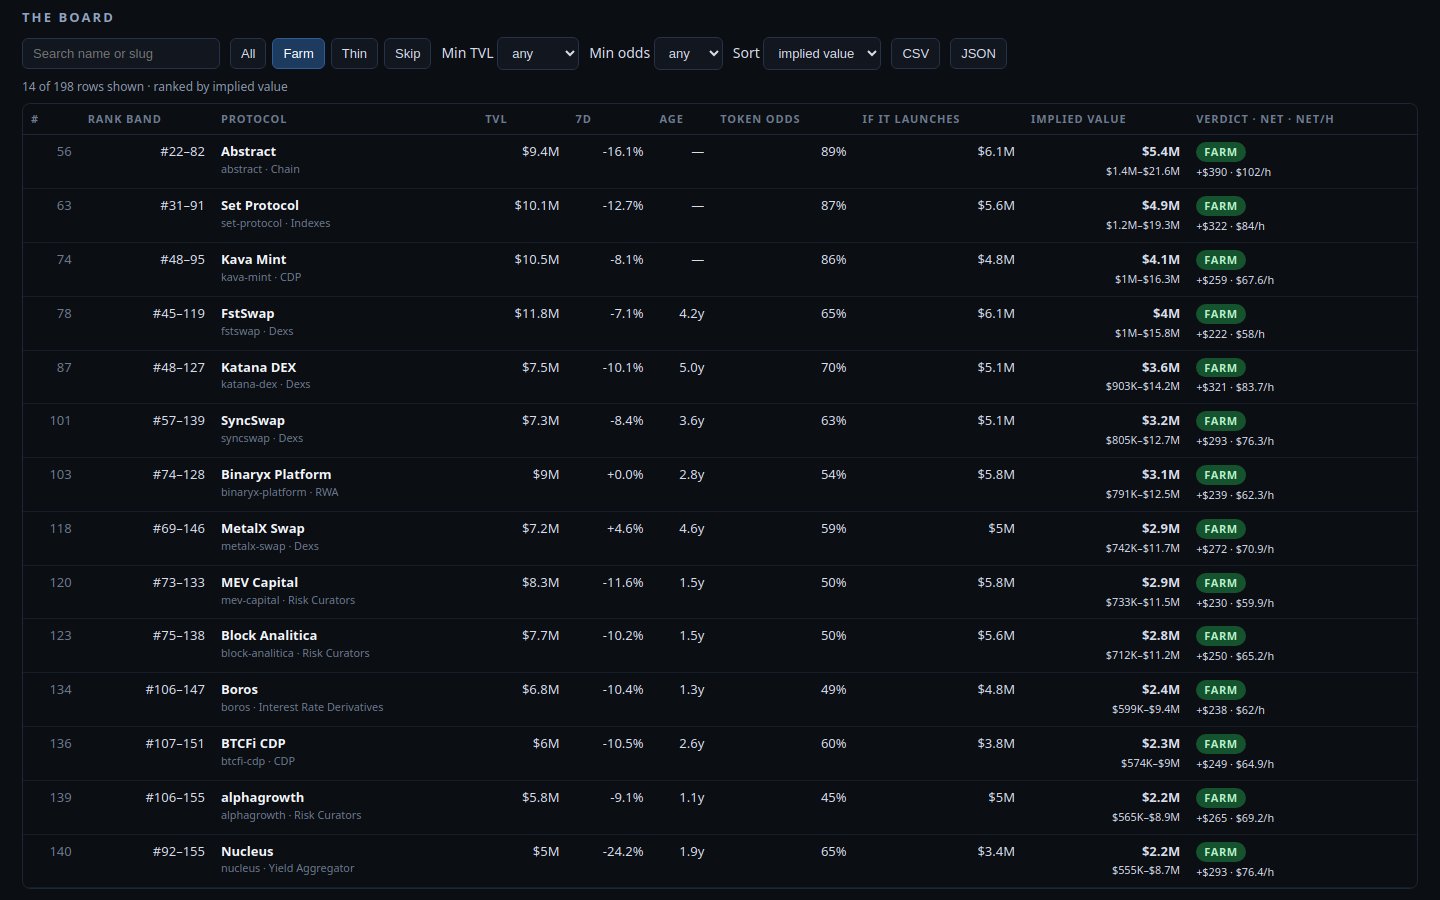 THE BOARD
Search name or slug All Farm Thin Skip Min TVL any Min odds any Sort implied value CSV JSON
14 of 198 rows shown · ranked by implied value
# RANK BAND PROTOCOL TVL 7D AGE TOKEN ODDS IF IT LAUNCHES IMPLIED VALUE VERDICT · NET · NET/H
56 #22–82 Abstract $9.4M -16.1% — 89% $6.1M $5.4M FARM
abstract · Chain $1.4M–$21.6M +$390 · $102/h
63 #31–91 Set Protocol $10.1M -12.7% — 87% $5.6M $4.9M FARM
set-protocol · Indexes $1.2M–$19.3M +$322 · $84/h
74 #48–95 Kava Mint $10.5M -8.1% — 86% $4.8M $4.1M FARM
kava-mint · CDP $1M–$16.3M +$259 · $67.6/h
78 #45–119 FstSwap $11.8M -7.1% 4.2y 65% $6.1M $4M FARM
fstswap · Dexs $1M–$15.8M +$222 · $58/h
87 #48–127 Katana DEX $7.5M -10.1% 5.0y 70% $5.1M $3.6M FARM
katana-dex · Dexs $903K–$14.2M +$321 · $83.7/h
101 #57–139 SyncSwap $7.3M -8.4% 3.6y 63% $5.1M $3.2M FARM
syncswap · Dexs $805K–$12.7M +$293 · $76.3/h
103 #74–128 Binaryx Platform $9M +0.0% 2.8y 54% $5.8M $3.1M FARM
binaryx-platform · RWA $791K–$12.5M +$239 · $62.3/h
118 #69–146 MetalX Swap $7.2M +4.6% 4.6y 59% $5M $2.9M FARM
metalx-swap · Dexs $742K–$11.7M +$272 · $70.9/h
120 #73–133 MEV Capital $8.3M -11.6% 1.5y 50% $5.8M $2.9M FARM
mev-capital · Risk Curators $733K–$11.5M +$230 · $59.9/h
123 #75–138 Block Analitica $7.7M -10.2% 1.5y 50% $5.6M $2.8M FARM
block-analitica · Risk Curators $712K–$11.2M +$250 · $65.2/h
134 #106–147 Boros $6.8M -10.4% 1.3y 49% $4.8M $2.4M FARM
boros · Interest Rate Derivatives $599K–$9.4M +$238 · $62/h
136 #107–151 BTCFi CDP $6M -10.5% 2.6y 60% $3.8M $2.3M FARM
btcfi-cdp · CDP $574K–$9M +$249 · $64.9/h
139 #106–155 alphagrowth $5.8M -9.1% 1.1y 45% $5M $2.2M FARM
alphagrowth · Risk Curators $565K–$8.9M +$265 · $69.2/h
140 #92–155 Nucleus $5M -24.2% 1.9y 65% $3.4M $2.2M FARM
nucleus · Yield Aggregator $555K–$8.7M +$293 · $76.4/h